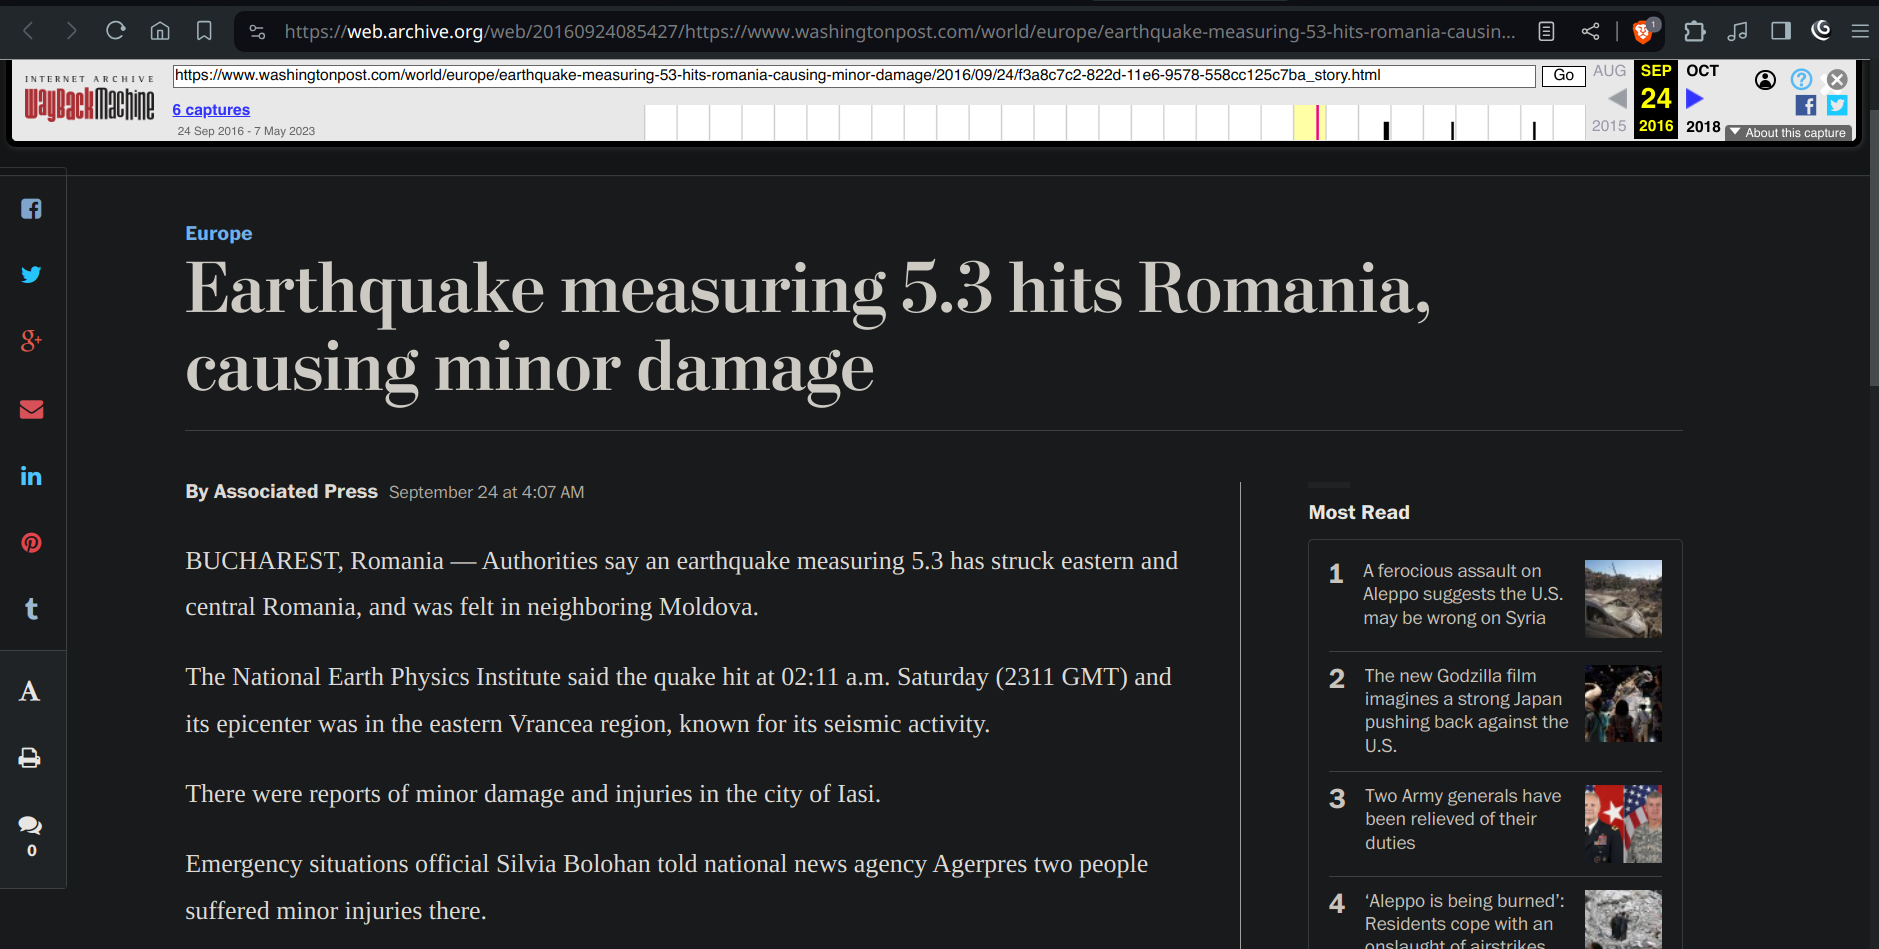 https://web.archive.org/web/20160924085427/https://www.washingtonpost.com/world/europe/earthquake-measuring-53-hits-romania-causin...
1
INTERNET ARCHIVE
WayBackMachine
https://www.washingtonpost.com/world/europe/earthquake-measuring-53-hits-romania-causing-minor-damage/2016/09/24/f3a8c7c2-822d-11e6-9578-558cc125c7ba_story.html
Go
6 captures
24 Sep 2016 - 7 May 2023
AUG SEP OCT
24
2015 2016 2018
About this capture
Europe
Earthquake measuring 5.3 hits Romania,
causing minor damage
By Associated Press September 24 at 4:07 AM
BUCHAREST, Romania — Authorities say an earthquake measuring 5.3 has struck eastern and
central Romania, and was felt in neighboring Moldova.
The National Earth Physics Institute said the quake hit at 02:11 a.m. Saturday (2311 GMT) and
its epicenter was in the eastern Vrancea region, known for its seismic activity.
There were reports of minor damage and injuries in the city of Iasi.
Emergency situations official Silvia Bolohan told national news agency Agerpres two people
suffered minor injuries there.
0
Most Read
1 A ferocious assault on
Aleppo suggests the U.S.
may be wrong on Syria
2 The new Godzilla film
imagines a strong Japan
pushing back against the
U.S.
3 Two Army generals have
been relieved of their
duties
4 ‘Aleppo is being burned’:
Residents cope with an
onslaught of airstrikes